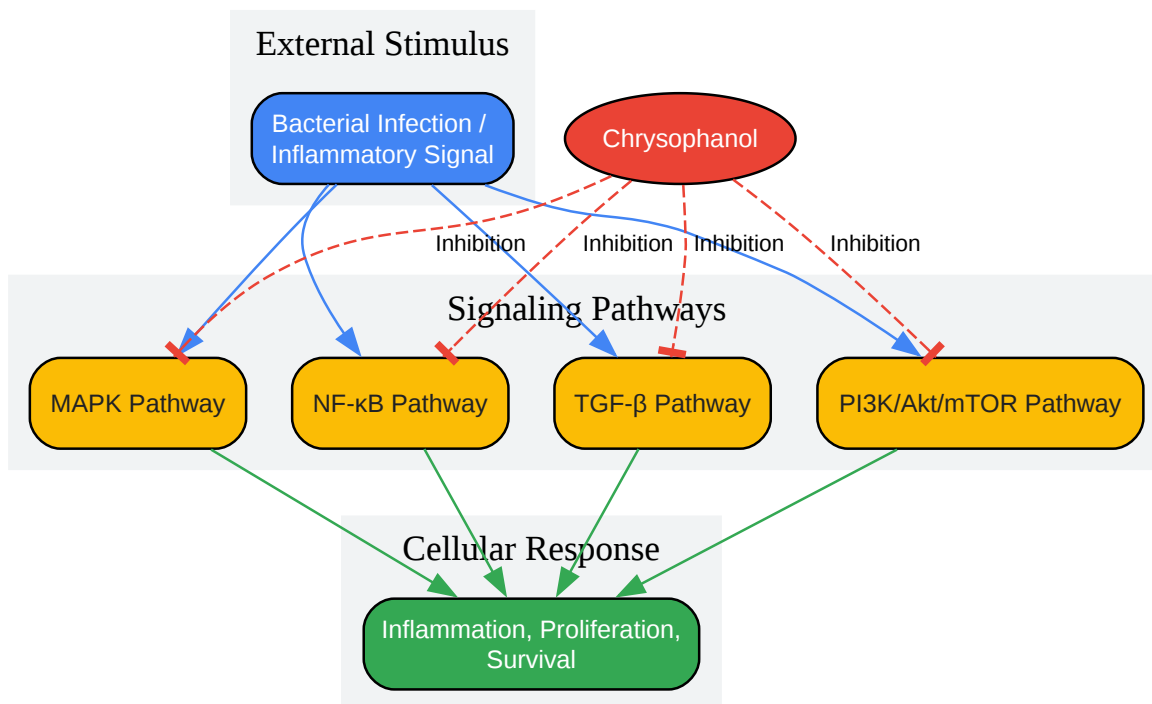 External Stimulus
Bacterial Infection /
Inflammatory Signal
Chrysophanol
Inhibition
Inhibition
Inhibition
Inhibition
Signaling Pathways
MAPK Pathway
NF-κB Pathway
TGF-β Pathway
PI3K/Akt/mTOR Pathway
Cellular Response
Inflammation, Proliferation,
Survival